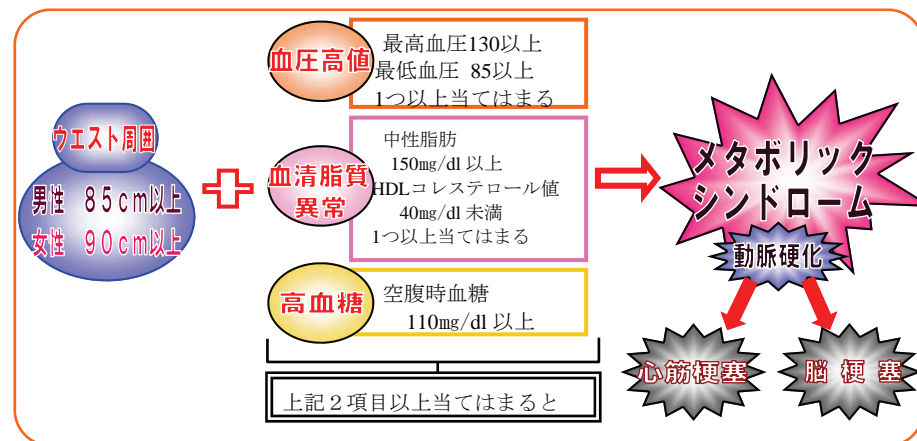 ウエスト周囲
男性 85cm以上
女性 90cm以上
血圧高値
最高血圧130以上
最低血圧 85以上
1つ以上当てはまる
血清脂質
異常
中性脂肪
150㎎/dl 以上
HDLコレステロール値
40㎎/dl 未満
1つ以上当てはまる
高血糖
空腹時血糖
110㎎/dl 以上
上記２項目以上当てはまると
メタボリック
シンドローム
動脈硬化
心筋梗塞
脳梗塞